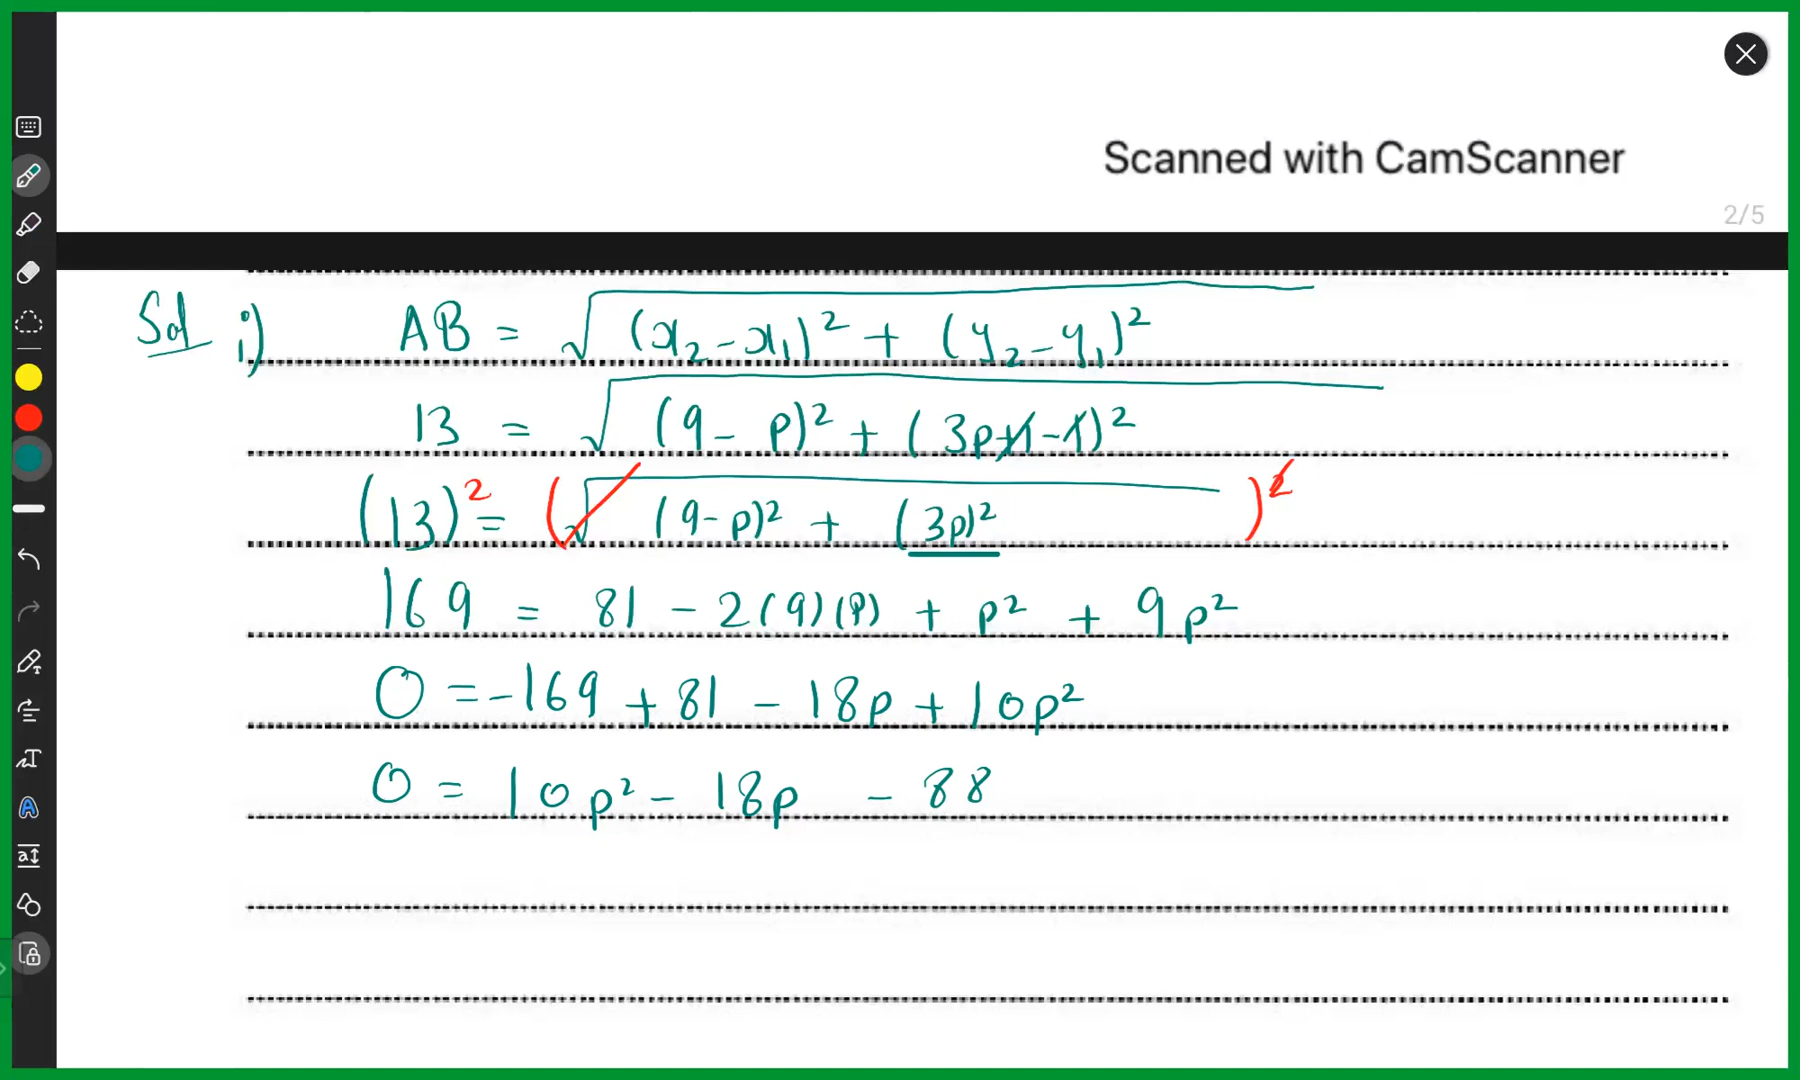 Scanned with CamScanner
2/5
Sol i) AB = √(x₂-x₁)² + (y₂-y₁)²
13 = √(9-p)² + (3p+1-1)²
(13)² = (√(9-p)² + (3p)²)²
169 = 81 - 2(9)(p) + p² + 9p²
0 = -169 + 81 - 18p + 10p²
0 = 10p² - 18p - 88